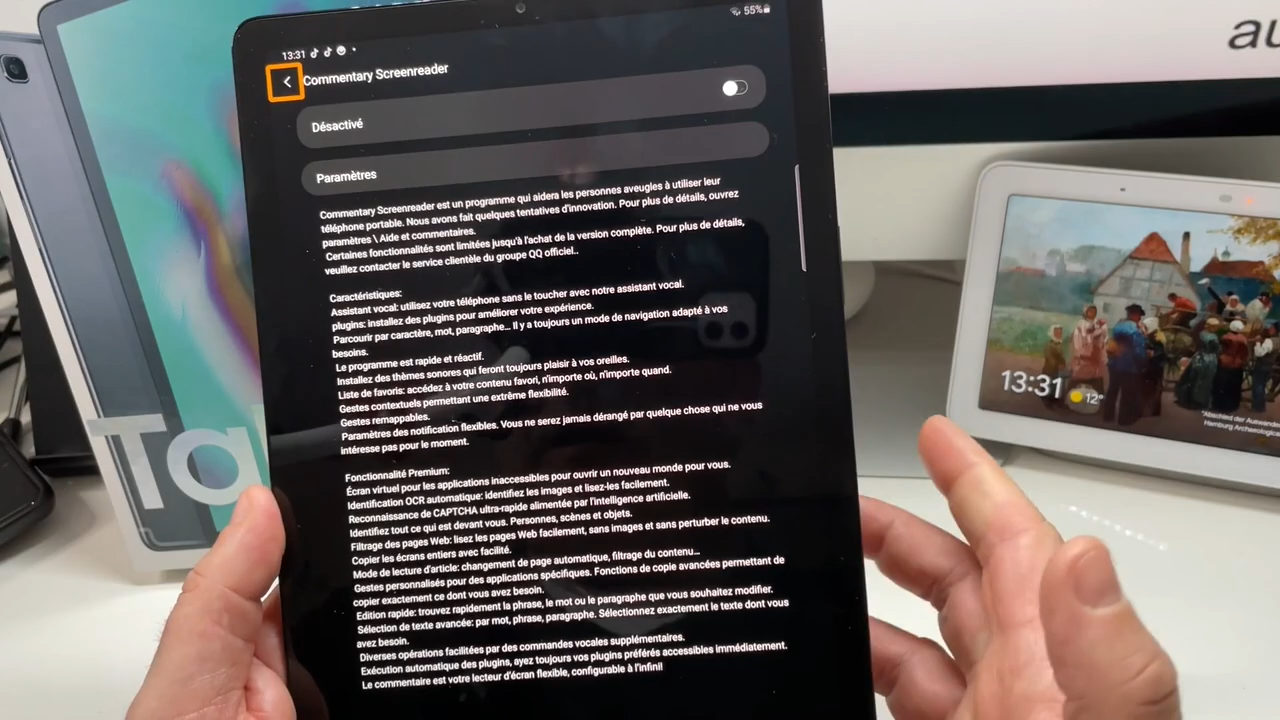 13:31
55%
Commentary Screenreader
Désactivé
Paramètres
Commentary Screenreader est un programme qui aidera les personnes aveugles à utiliser leur
téléphone portable. Nous avons fait quelques tentatives d'innovation. Pour plus de détails, ouvrez
paramètres \ Aide et commentaires.
Certaines fonctionnalités sont limitées jusqu'à l'achat de la version complète. Pour plus de détails,
veuillez contacter le service clientèle du groupe QQ officiel..
Caractéristiques:
Assistant vocal: utilisez votre téléphone sans le toucher avec notre assistant vocal.
plugins: installez des plugins pour améliorer votre expérience.
Parcourir par caractère, mot, paragraphe... Il y a toujours un mode de navigation adapté à vos
besoins.
Le programme est rapide et réactif.
Installez des thèmes sonores qui feront toujours plaisir à vos oreilles.
Liste de favoris: accédez à votre contenu favori, n'importe où, n'importe quand.
Gestes contextuels permettant une extrême flexibilité.
Gestes remappables.
Paramètres des notification flexibles. Vous ne serez jamais dérangé par quelque chose qui ne vous
intéresse pas pour le moment.
Fonctionnalité Premium:
Écran virtuel pour les applications inaccessibles pour ouvrir un nouveau monde pour vous.
Identification OCR automatique: identifiez les images et lisez-les facilement.
Reconnaissance de CAPTCHA ultra-rapide alimentée par l'intelligence artificielle.
Identifiez tout ce qui est devant vous. Personnes, scènes et objets.
Filtrage des pages Web: lisez les pages Web facilement, sans images et sans perturber le contenu.
Copier les écrans entiers avec facilité.
Mode de lecture d'article: changement de page automatique, filtrage du contenu...
Gestes personnalisés pour des applications spécifiques. Fonctions de copie avancées permettant de
copier exactement ce dont vous avez besoin.
Edition rapide: trouvez rapidement la phrase, le mot ou le paragraphe que vous souhaitez modifier.
Sélection de texte avancée: par mot, phrase, paragraphe. Sélectionnez exactement le texte dont vous
avez besoin.
Diverses opérations facilitées par des commandes vocales supplémentaires.
Exécution automatique des plugins, ayez toujours vos plugins préférés accessibles immédiatement.
Le commentaire est votre lecteur d'écran flexible, configurable à l'infini!
Ta
au
13:31
12°
"Abschied der Auswande
Hamburg Archaeologic